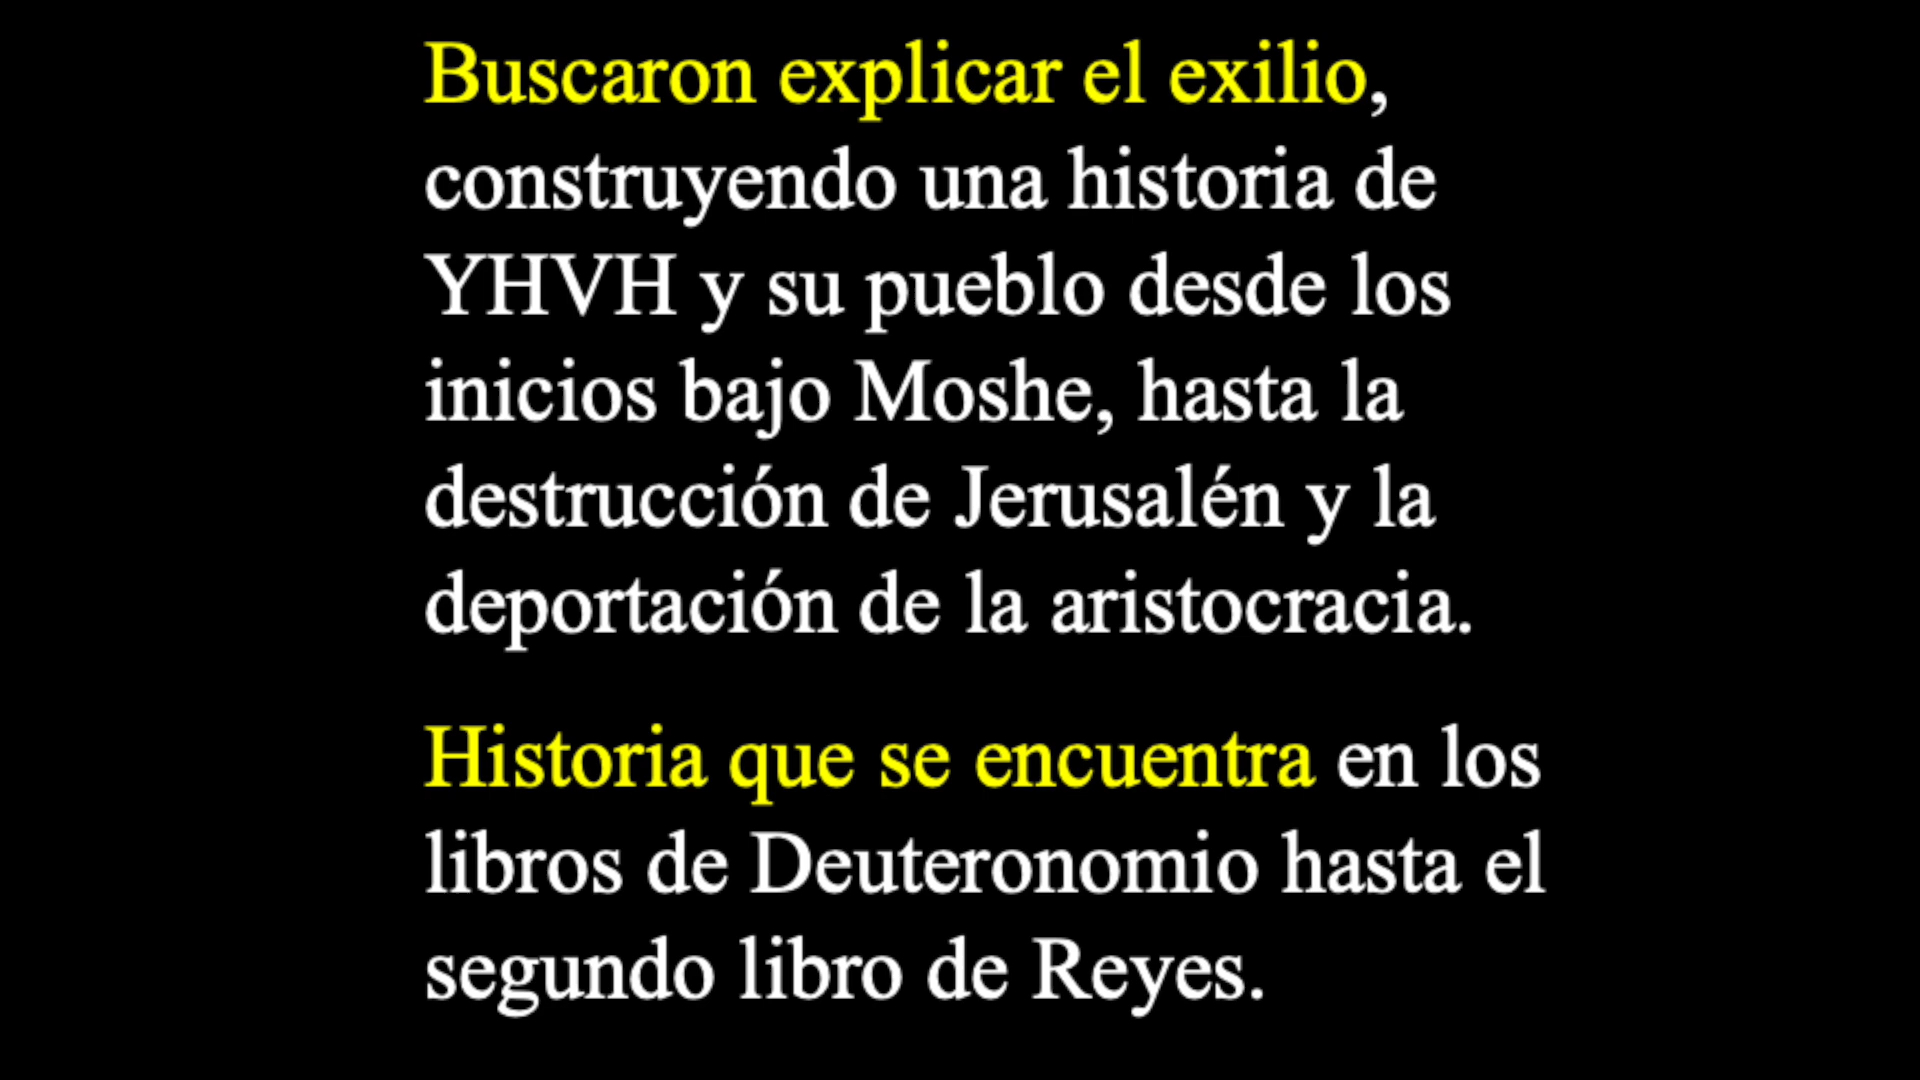 Buscaron explicar el exilio,
construyendo una historia de
YHVH y su pueblo desde los
inicios bajo Moshe, hasta la
destrucción de Jerusalén y la
deportación de la aristocracia.
Historia que se encuentra en los
libros de Deuteronomio hasta el
segundo libro de Reyes.